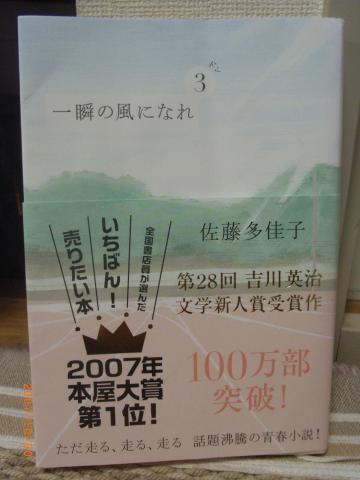 3
一瞬の風になれ
佐藤多佳子
全国書店員が選んだ
いちばん!
売りたい本
2007年
本屋大賞
第1位!
第28回 吉川英治
文学新人賞受賞作
100万部
突破!
ただ走る、走る、走る 話題沸騰の青春小説!